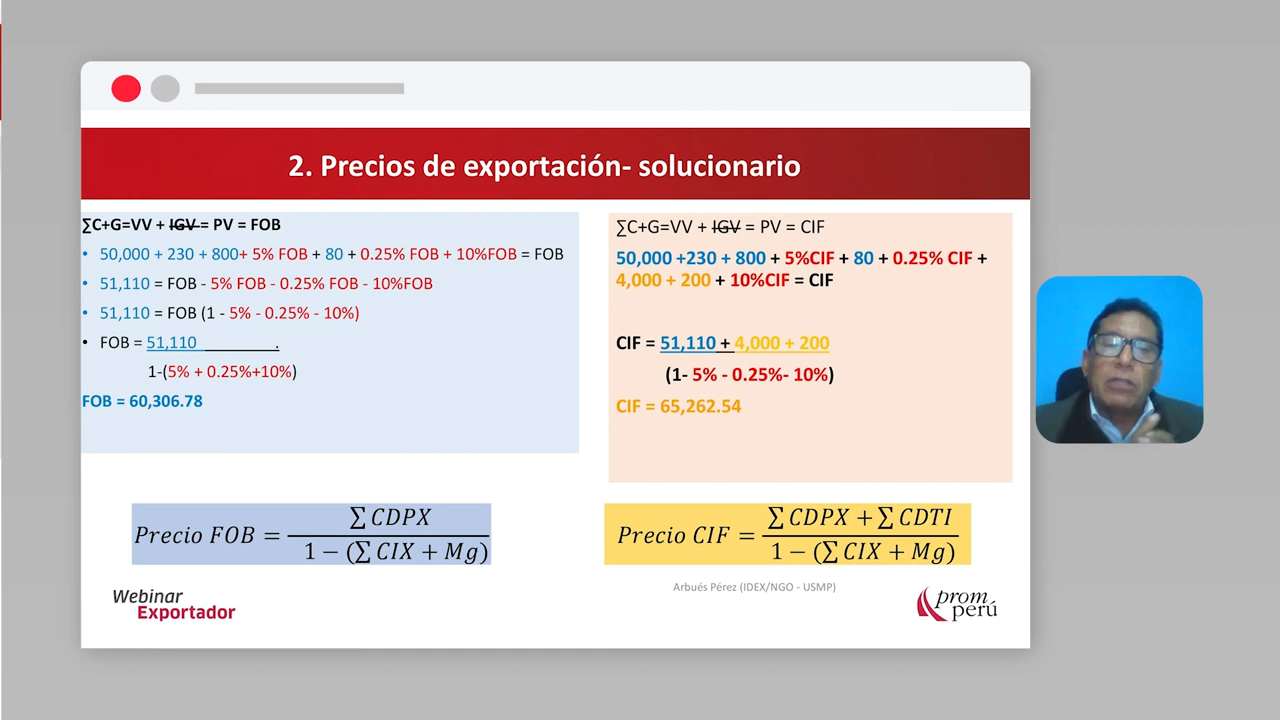 2. Precios de exportación- solucionario
∑C+G=VV + IGV = PV = FOB
• 50,000 + 230 + 800+ 5% FOB + 80 + 0.25% FOB + 10%FOB = FOB
• 51,110 = FOB - 5% FOB - 0.25% FOB - 10%FOB
• 51,110 = FOB (1 - 5% - 0.25% - 10%)
• FOB = 51,110 .
1-(5% + 0.25%+10%)
FOB = 60,306.78
∑C+G=VV + IGV = PV = CIF
50,000 +230 + 800 + 5%CIF + 80 + 0.25% CIF +
4,000 + 200 + 10%CIF = CIF
CIF = 51,110 + 4,000 + 200
(1- 5% - 0.25%- 10%)
CIF = 65,262.54
Precio FOB = ∑ CDPX
1 − (∑ CIX + Mg)
Precio CIF = ∑ CDPX + ∑ CDTI
1 − (∑ CIX + Mg)
Arbués Pérez (IDEX/NGO - USMP)
Webinar
Exportador
prom
perú